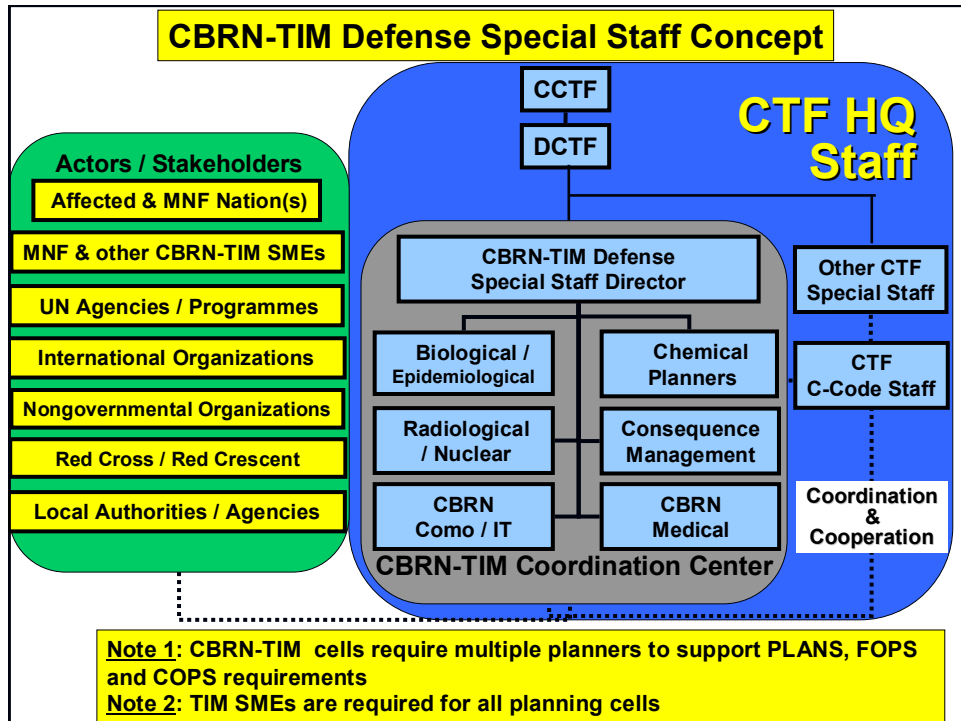 CBRN-TIM Defense Special Staff Concept
CCTF
DCTF
CTF HQ
Staff
Actors / Stakeholders
Affected & MNF Nation(s)
MNF & other CBRN-TIM SMEs
UN Agencies / Programmes
International Organizations
Nongovernmental Organizations
Red Cross / Red Crescent
Local Authorities / Agencies
CBRN-TIM Defense
Special Staff Director
Biological /
Epidemiological
Chemical
Planners
Radiological
/ Nuclear
Consequence
Management
CBRN
Como / IT
CBRN
Medical
CBRN-TIM Coordination Center
Other CTF
Special Staff
CTF
C-Code Staff
Coordination
&
Cooperation
Note 1: CBRN-TIM cells require multiple planners to support PLANS, FOPS
and COPS requirements
Note 2: TIM SMEs are required for all planning cells